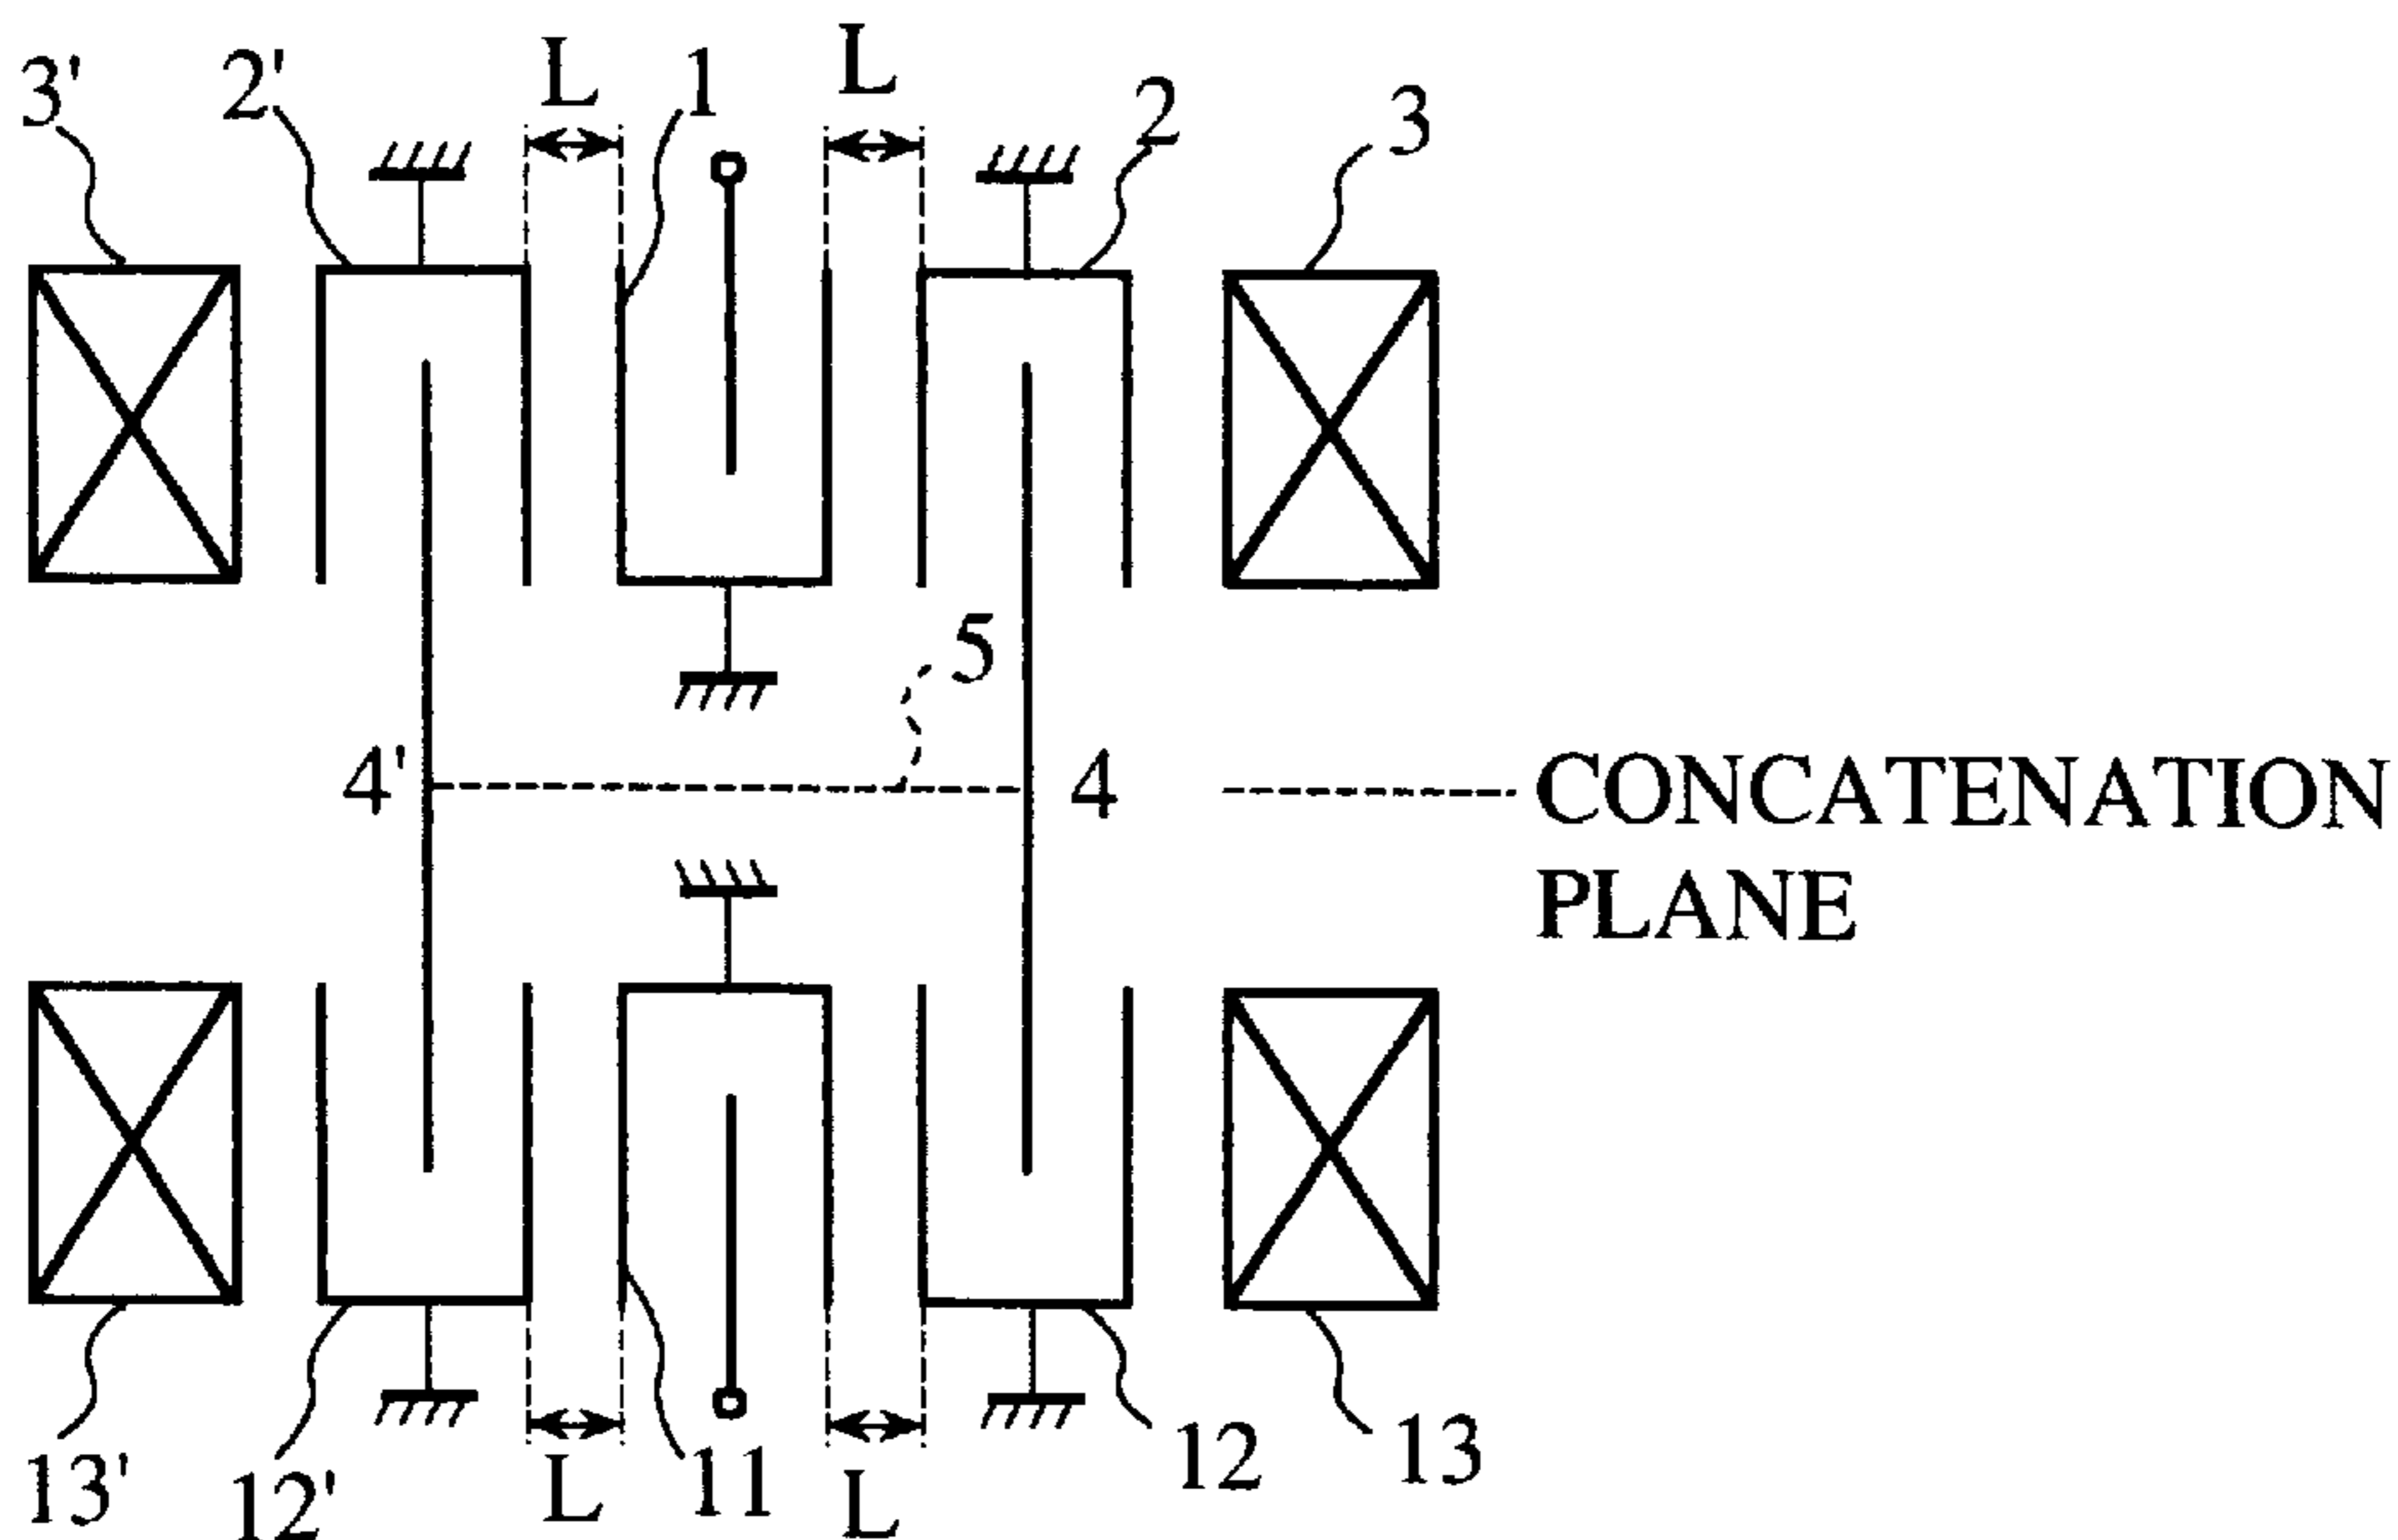 3' 2' L 1 L 2 3
5
4' 4 CONCATENATION
PLANE
13' 12' L 11 L 12 13